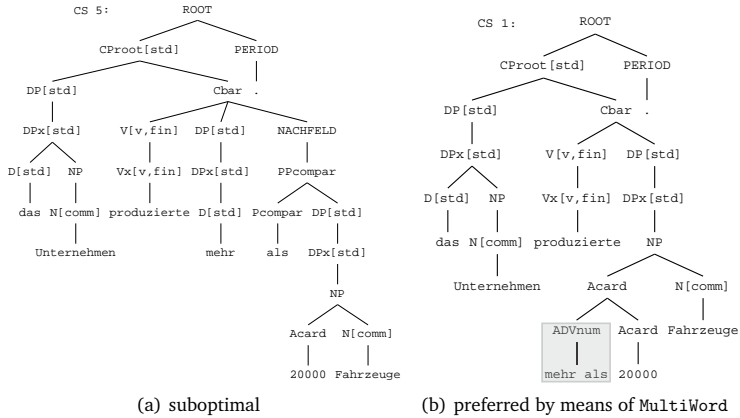 CS 5: ROOT
CProot[std] PERIOD
DP[std] Cbar .
DPx[std] V[v,fin] DP[std] NACHFELD
D[std] NP Vx[v,fin] DPx[std] PPcompar
das N[comm] produzierte D[std] Pcompar DP[std]
Unternehmen mehr als DPx[std]
NP
Acard N[comm]
20000 Fahrzeuge
(a) suboptimal
CS 1: ROOT
CProot[std] PERIOD
DP[std] Cbar .
DPx[std] V[v,fin] DP[std]
D[std] NP Vx[v,fin] DPx[std]
das N[comm] produzierte NP
Unternehmen Acard N[comm]
ADVnum Acard Fahrzeuge
mehr als 20000
(b) preferred by means of MultiWord